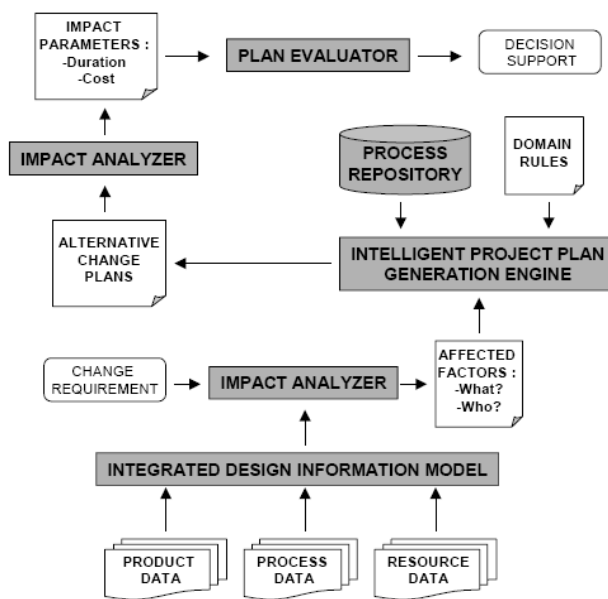 IMPACT
PARAMETERS :
-Duration
-Cost
PLAN EVALUATOR
DECISION
SUPPORT
IMPACT ANALYZER
PROCESS
REPOSITORY
DOMAIN
RULES
ALTERNATIVE
CHANGE
PLANS
INTELLIGENT PROJECT PLAN
GENERATION ENGINE
CHANGE
REQUIREMENT
IMPACT ANALYZER
AFFECTED
FACTORS :
-What?
-Who?
INTEGRATED DESIGN INFORMATION MODEL
PRODUCT
DATA
PROCESS
DATA
RESOURCE
DATA